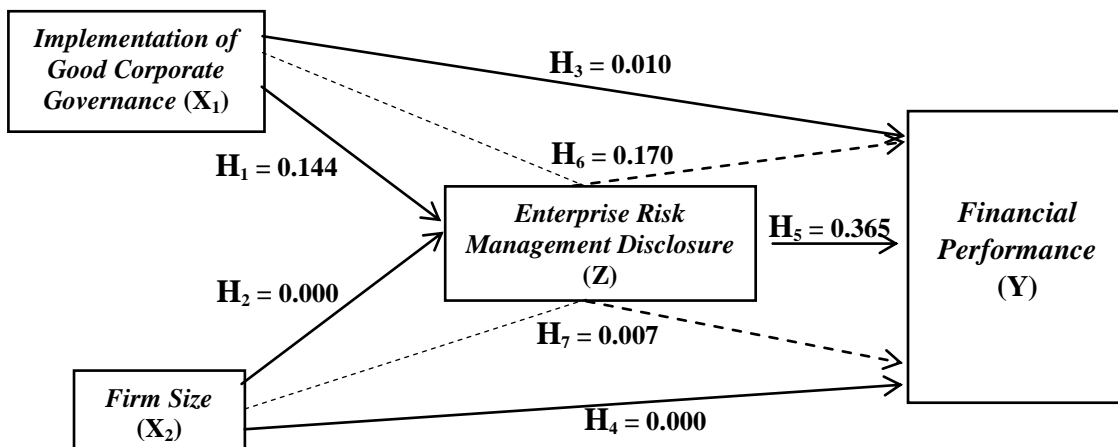 Implementation of
Good Corporate
Governance (X₁)
H₃ = 0.010
H₁ = 0.144
H₆ = 0.170
Enterprise Risk
Management Disclosure
(Z)
H₅ = 0.365
Financial
Performance
(Y)
H₂ = 0.000
H₇ = 0.007
Firm Size
(X₂)
H₄ = 0.000